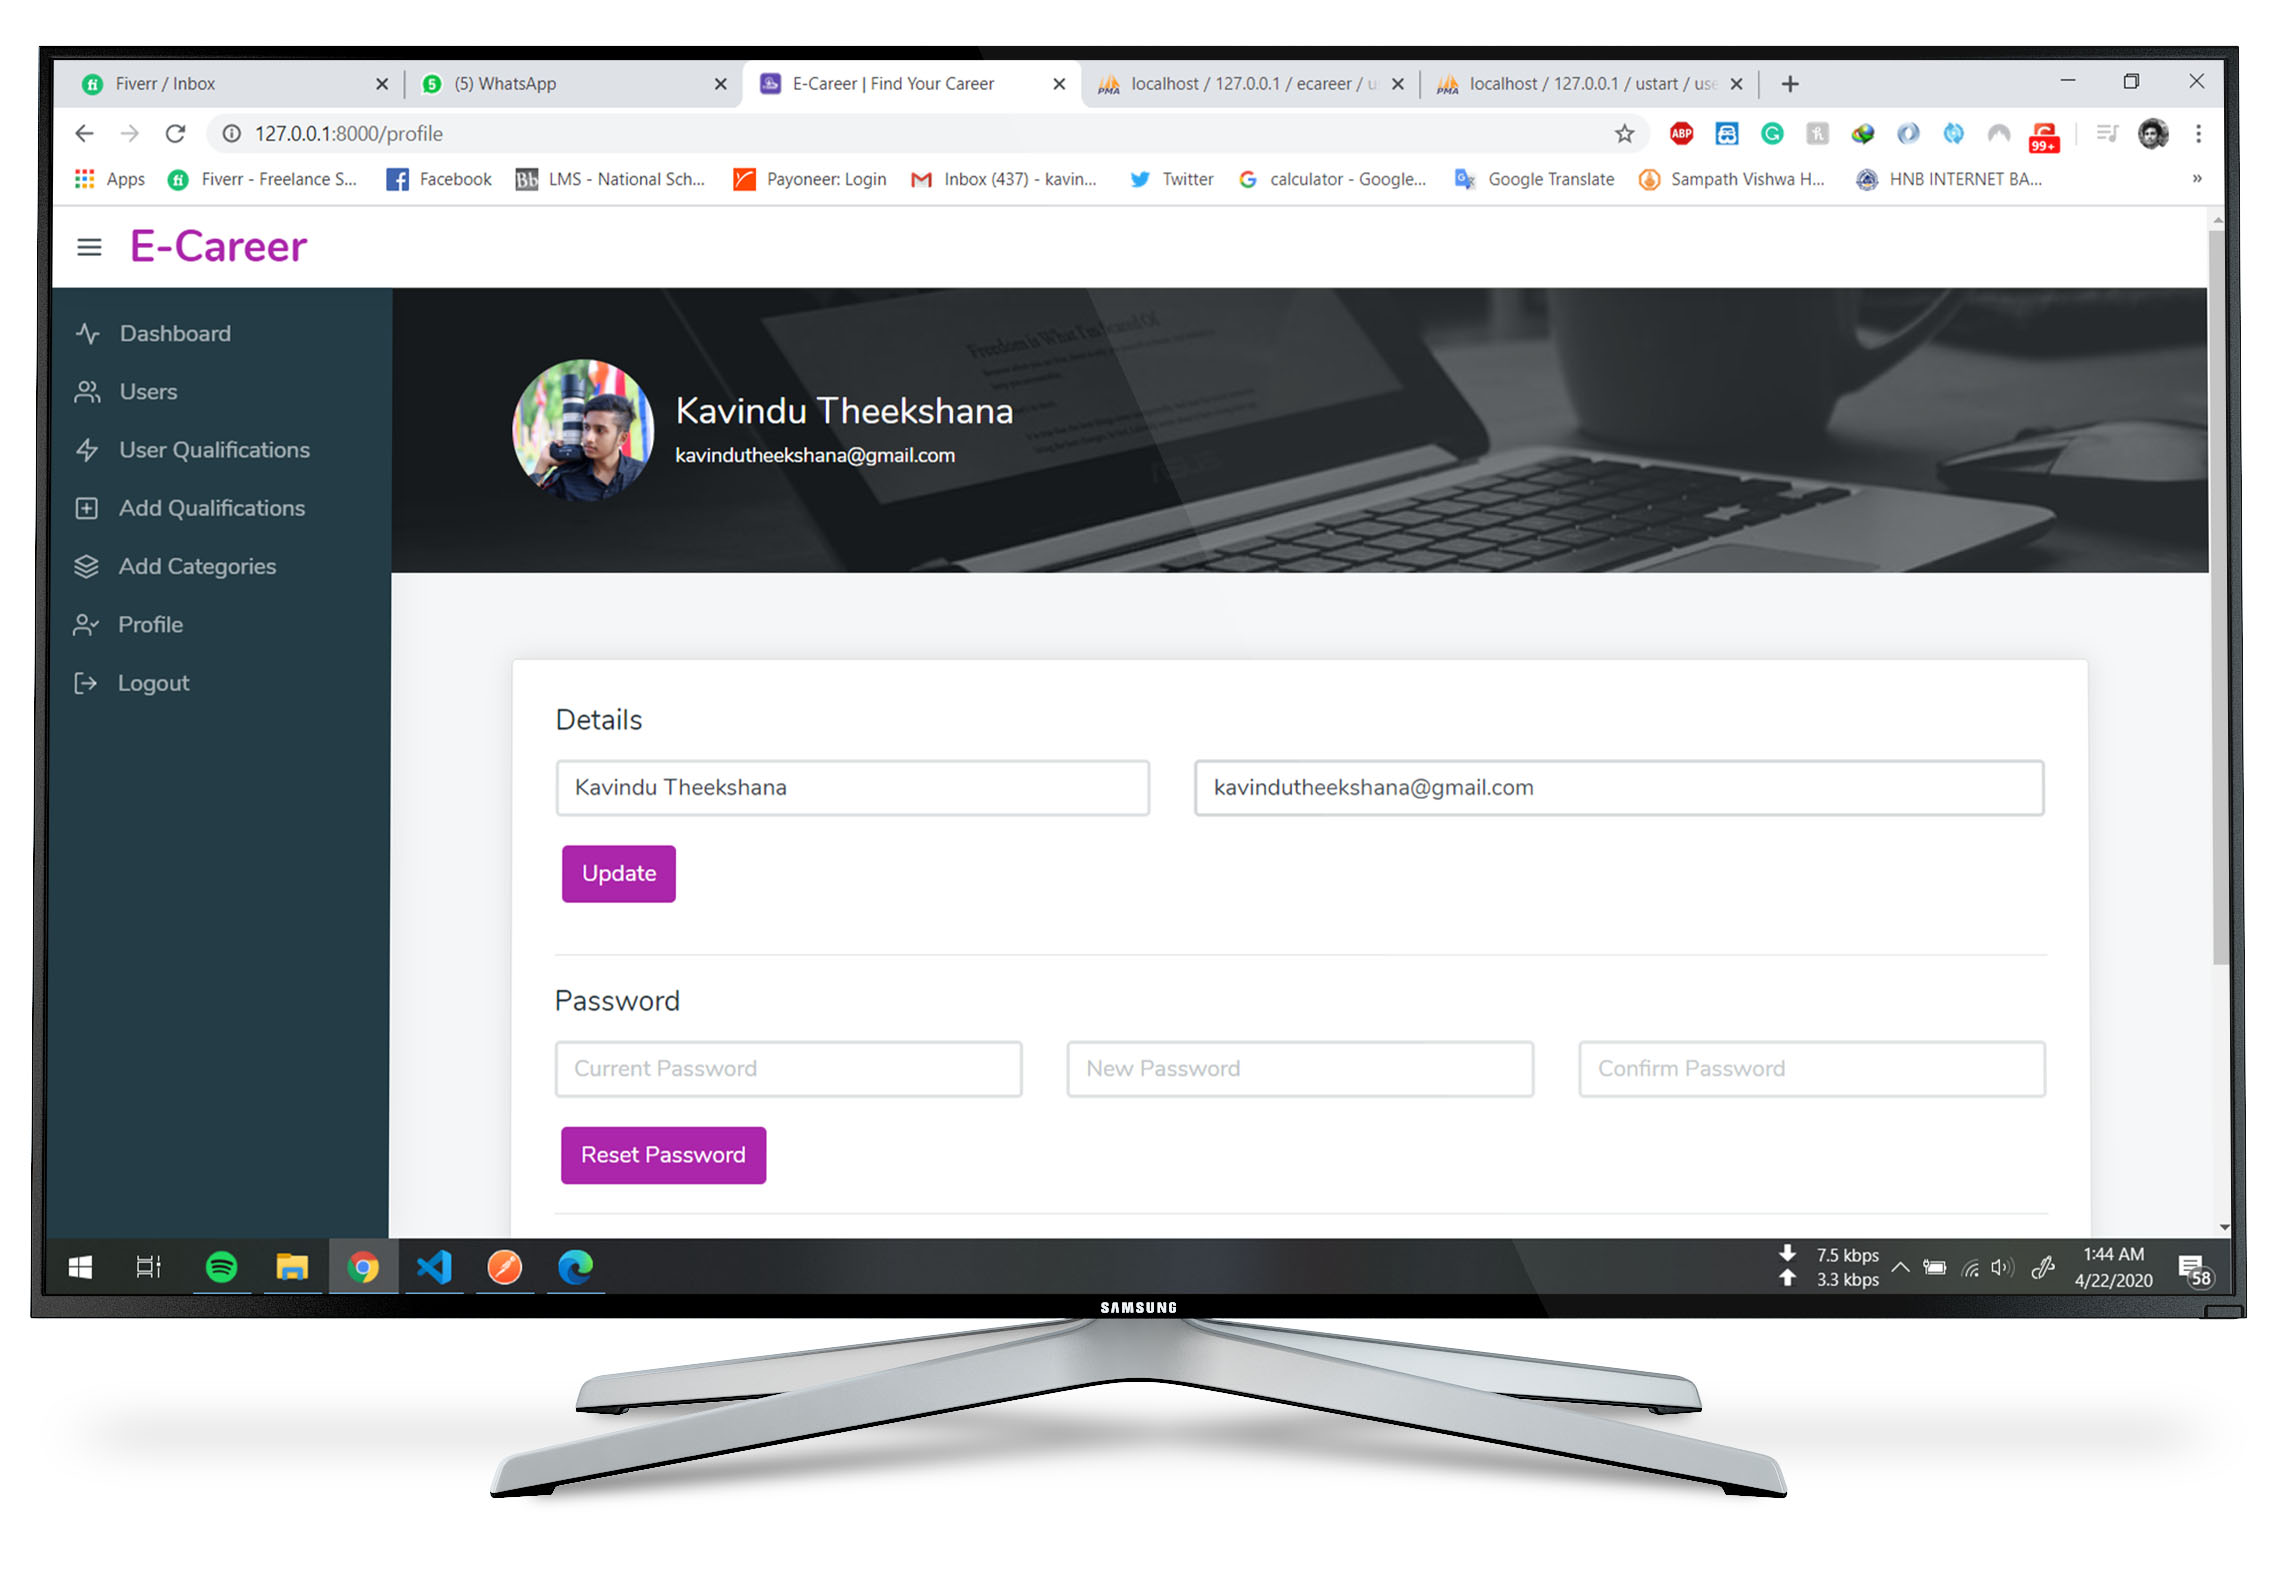 Fiverr / Inbox
(5) WhatsApp
E-Career | Find Your Career
localhost / 127.0.0.1 / ecareer / u
localhost / 127.0.0.1 / ustart / use
127.0.0.1:8000/profile
ABP
99+
Apps
Fiverr - Freelance S...
Facebook
Bb
LMS - National Sch...
Payoneer: Login
Inbox (437) - kavin...
Twitter
calculator - Google...
Google Translate
Sampath Vishwa H...
HNB INTERNET BA...
»
E-Career
Dashboard
Users
User Qualifications
Add Qualifications
Add Categories
Profile
Logout
Kavindu Theekshana
kavindutheekshana@gmail.com
Details
Kavindu Theekshana
kavindutheekshana@gmail.com
Update
Password
Current Password
New Password
Confirm Password
Reset Password
7.5 kbps
3.3 kbps
1:44 AM
4/22/2020
58
SAMSUNG